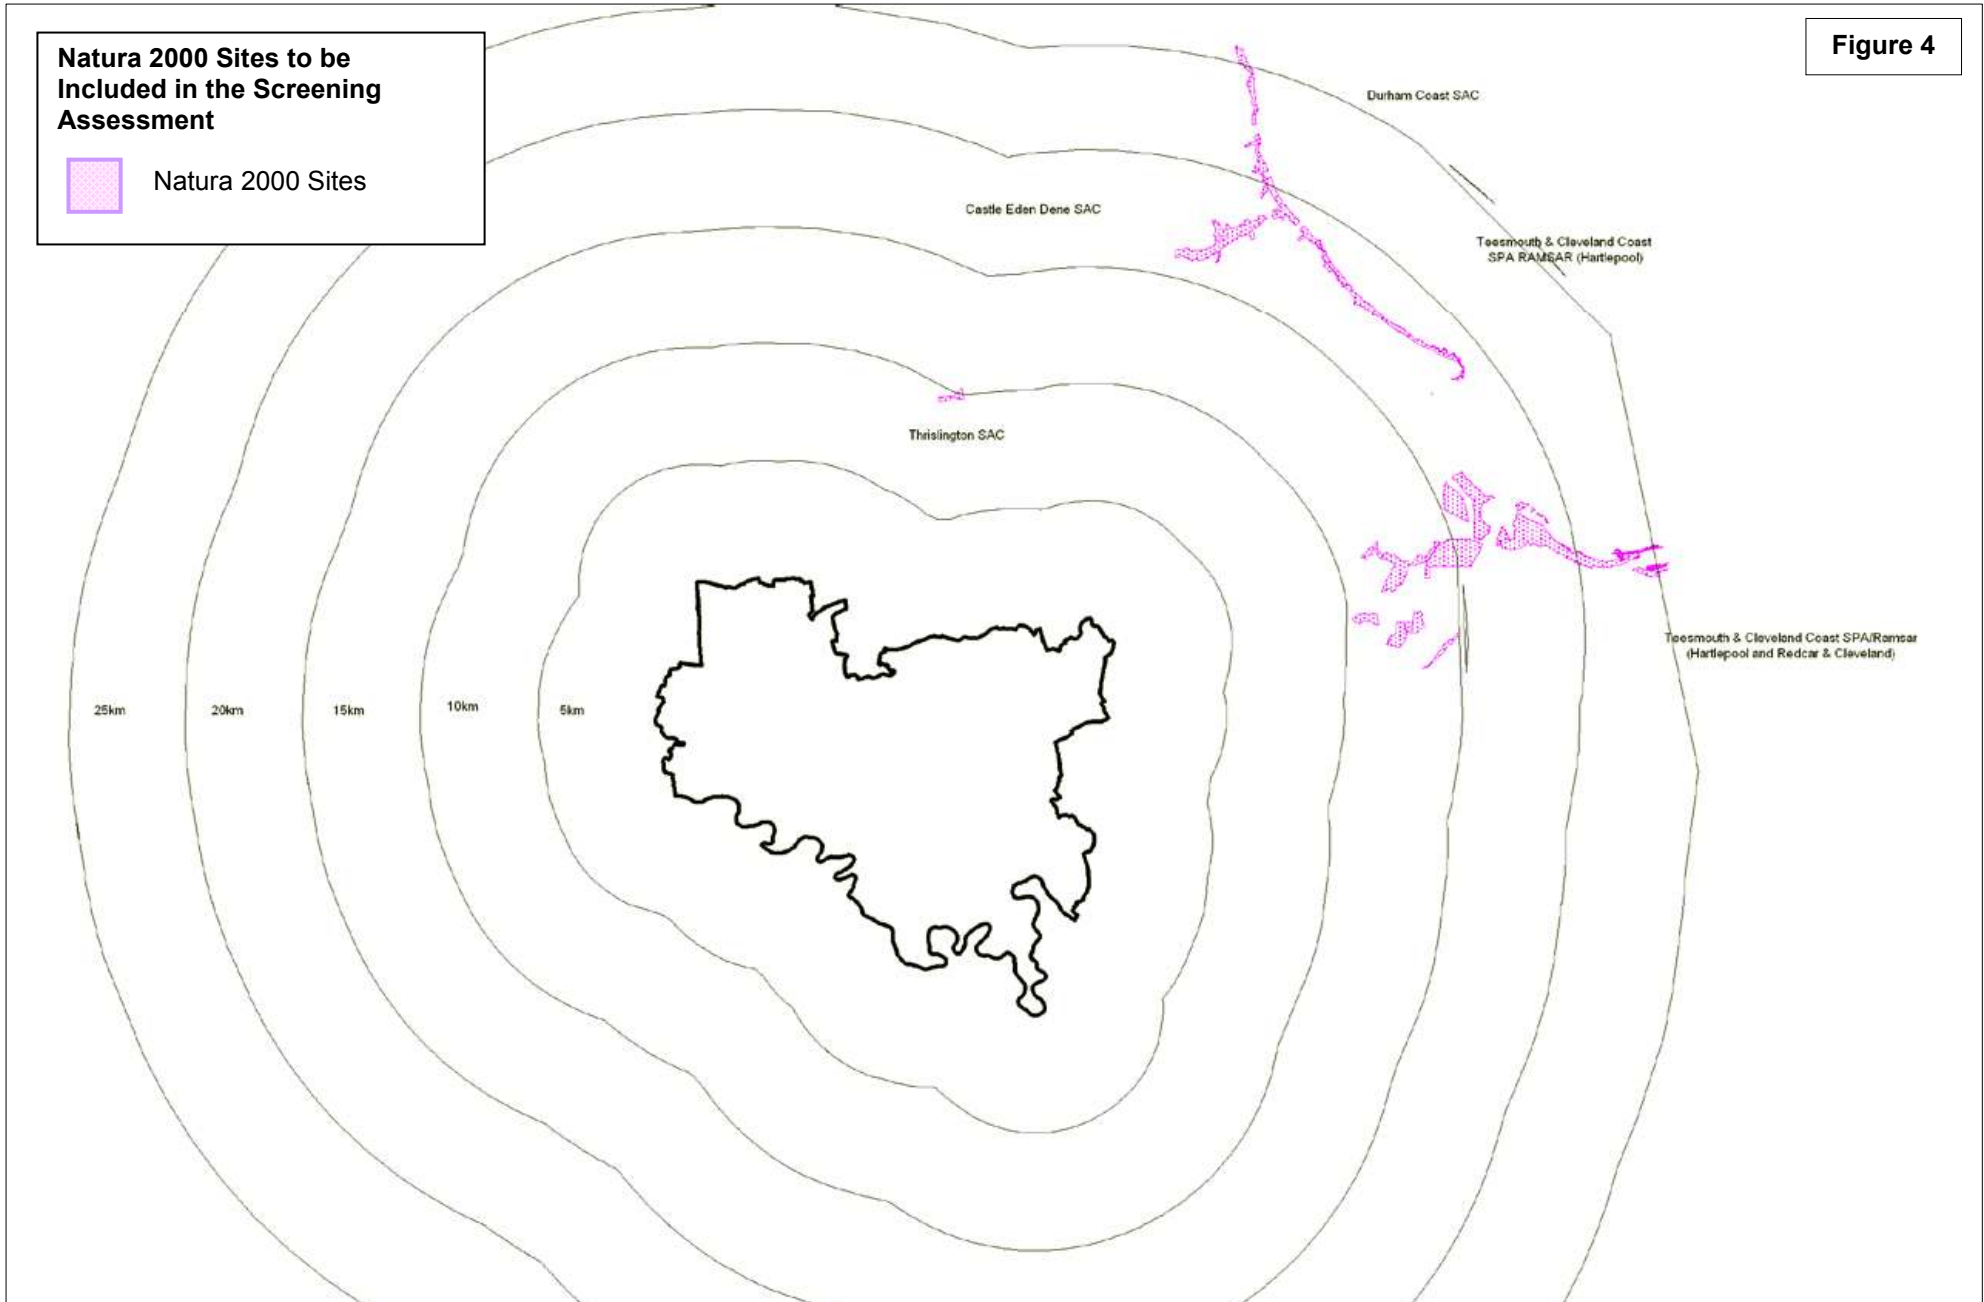 Natura 2000 Sites to be
Included in the Screening
Assessment
Natura 2000 Sites
Figure 4
Durham Coast SAC
Castle Eden Dene SAC
Teesmouth & Cleveland Coast
SPA RAMSAR (Hartlepool)
Thrislington SAC
Teesmouth & Cleveland Coast SPA/Ramsar
(Hartlepool and Redcar & Cleveland)
25km
20km
15km
10km
5km